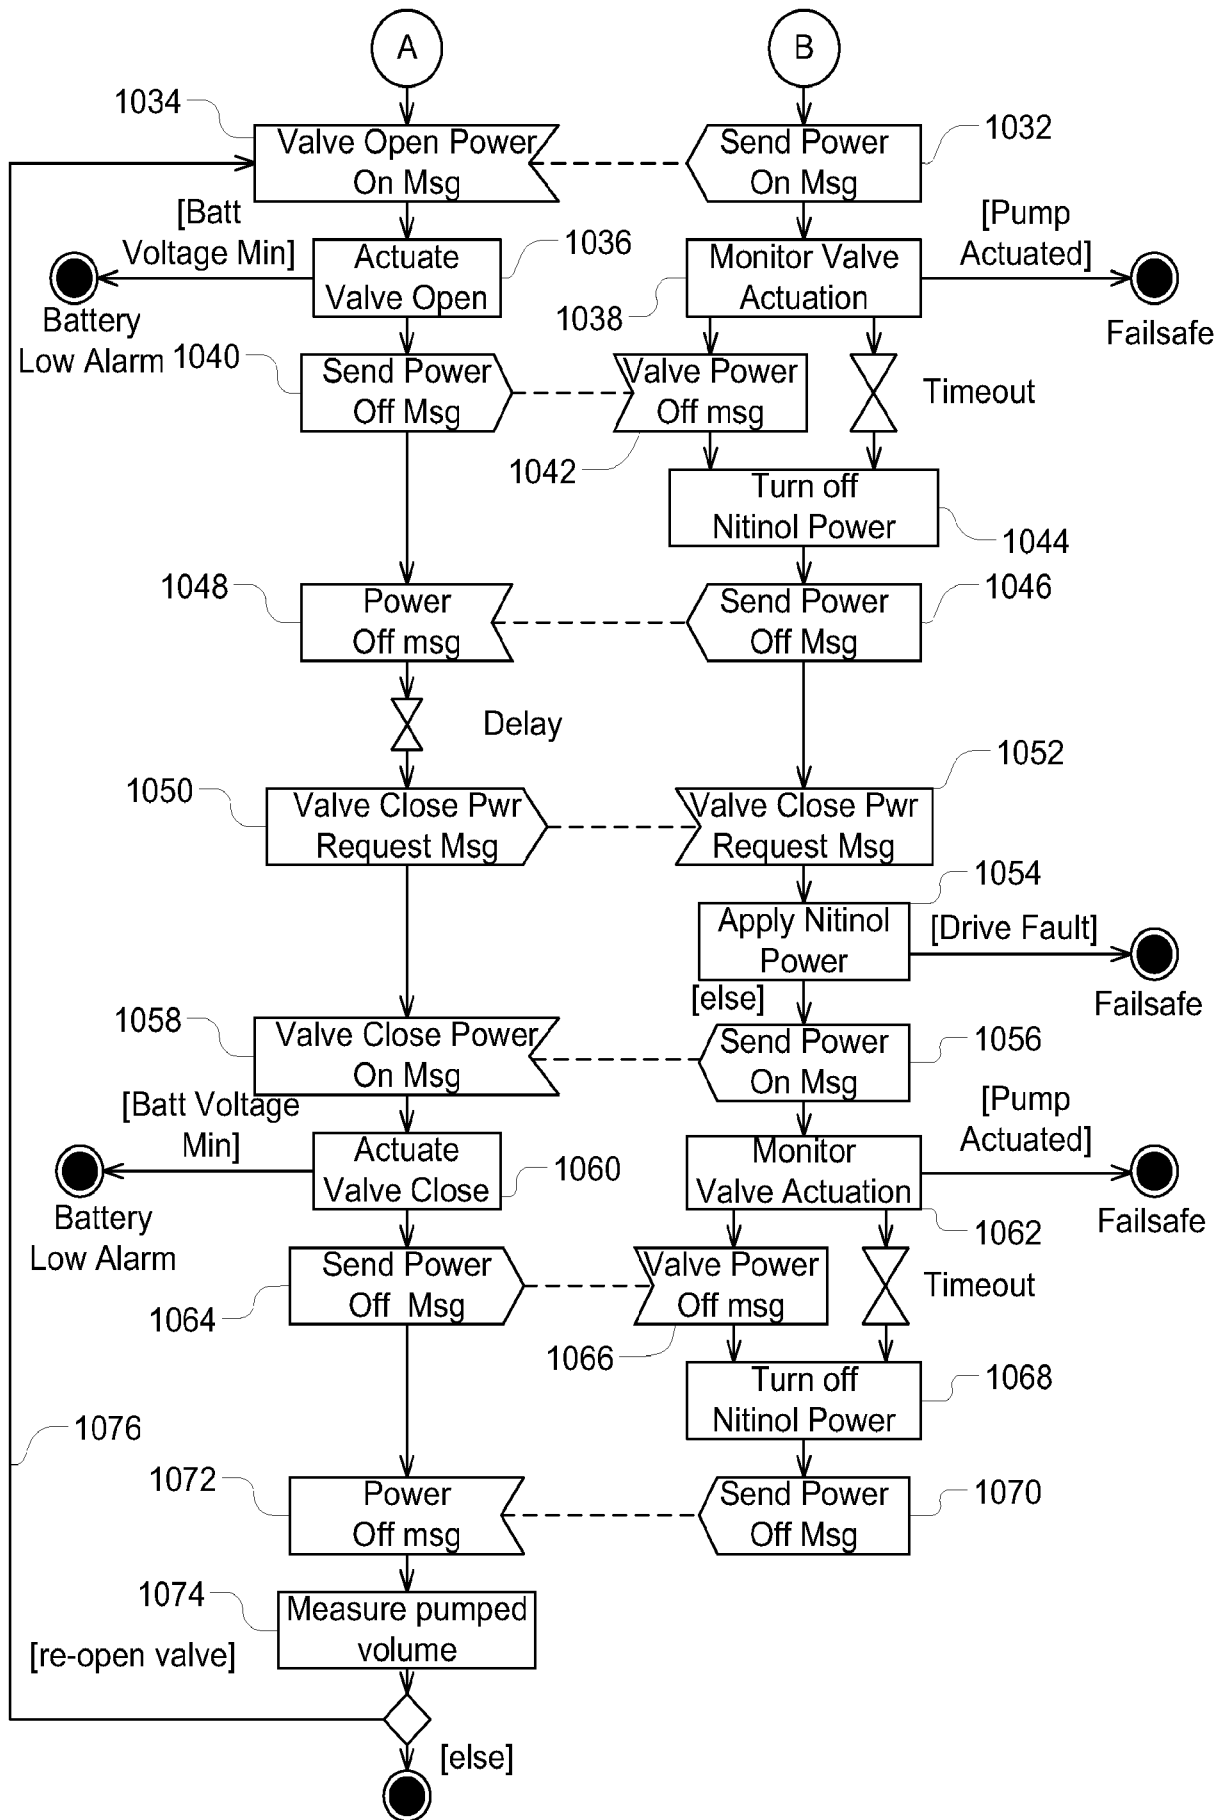 A
B
1034
Valve Open Power
On Msg
Send Power
On Msg
1032
[Batt
Voltage Min]
Actuate
Valve Open
1036
Monitor Valve
Actuation
1038
[Pump
Actuated]
Battery
Low Alarm
Failsafe
1040
Send Power
Off Msg
Valve Power
Off msg
1042
Timeout
Turn off
Nitinol Power
1044
1048
Power
Off msg
Send Power
Off Msg
1046
Delay
1050
Valve Close Pwr
Request Msg
Valve Close Pwr
Request Msg
1052
1054
Apply Nitinol
Power
[Drive Fault]
Failsafe
[else]
1058
Valve Close Power
On Msg
Send Power
On Msg
1056
[Batt Voltage
Min]
Actuate
Valve Close
1060
Monitor
Valve Actuation
1062
[Pump
Actuated]
Battery
Low Alarm
Failsafe
1064
Send Power
Off Msg
Valve Power
Off msg
1066
Timeout
Turn off
Nitinol Power
1068
1076
1072
Power
Off msg
Send Power
Off Msg
1070
1074
Measure pumped
volume
[re-open valve]
[else]